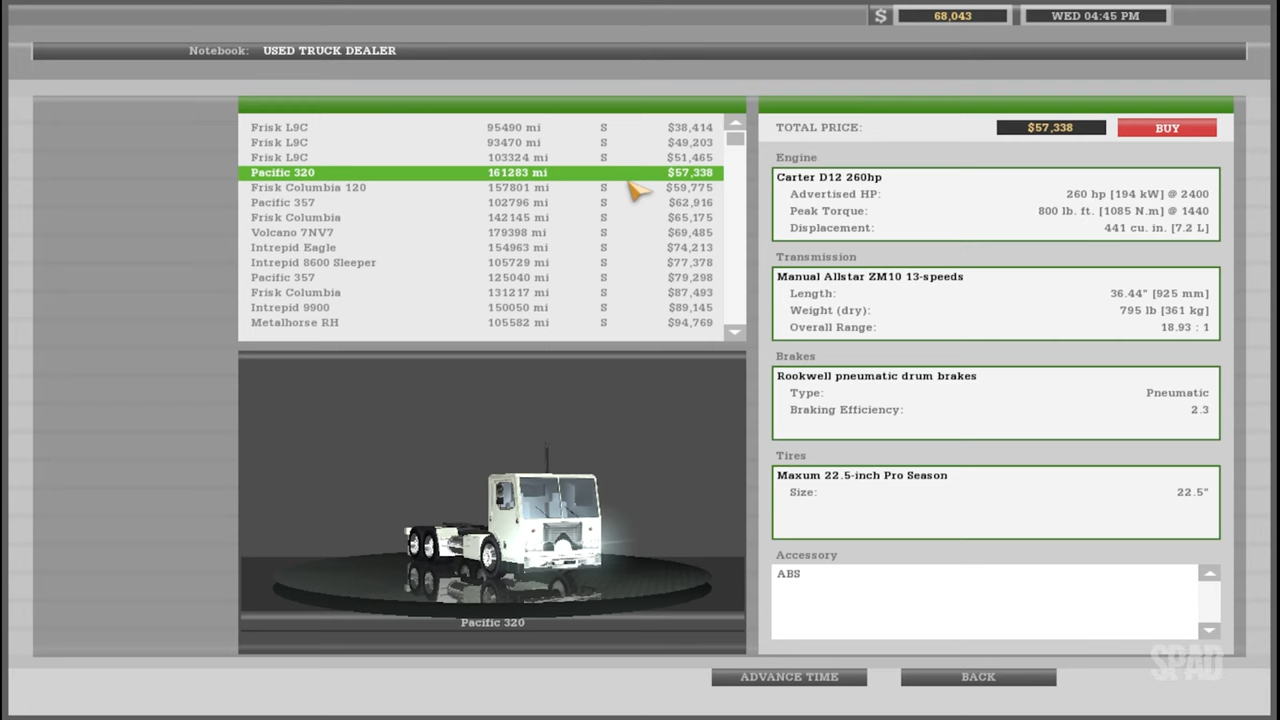 $ 68,043 WED 04:45 PM
Notebook: USED TRUCK DEALER
Frisk L9C 95490 mi S $38,414
Frisk L9C 93470 mi S $49,203
Frisk L9C 103324 mi S $51,465
Pacific 320 161283 mi $57,338
Frisk Columbia 120 157801 mi S $59,775
Pacific 357 102796 mi S $62,916
Frisk Columbia 142145 mi S $65,175
Volcano 7NV7 179398 mi S $69,485
Intrepid Eagle 154963 mi S $74,213
Intrepid 8600 Sleeper 105729 mi S $77,378
Pacific 357 125040 mi S $79,298
Frisk Columbia 131217 mi S $87,493
Intrepid 9900 150050 mi S $89,145
Metalhorse RH 105582 mi S $94,769
Pacific 320
TOTAL PRICE: $57,338 BUY
Engine
Carter D12 260hp
Advertised HP: 260 hp [194 kW] @ 2400
Peak Torque: 800 lb. ft. [1085 N.m] @ 1440
Displacement: 441 cu. in. [7.2 L]
Transmission
Manual Allstar ZM10 13-speeds
Length: 36.44" [925 mm]
Weight (dry): 795 lb [361 kg]
Overall Range: 18.93 : 1
Brakes
Rookwell pneumatic drum brakes
Type: Pneumatic
Braking Efficiency: 2.3
Tires
Maxum 22.5-inch Pro Season
Size: 22.5"
Accessory
ABS
SPAD
ADVANCE TIME BACK